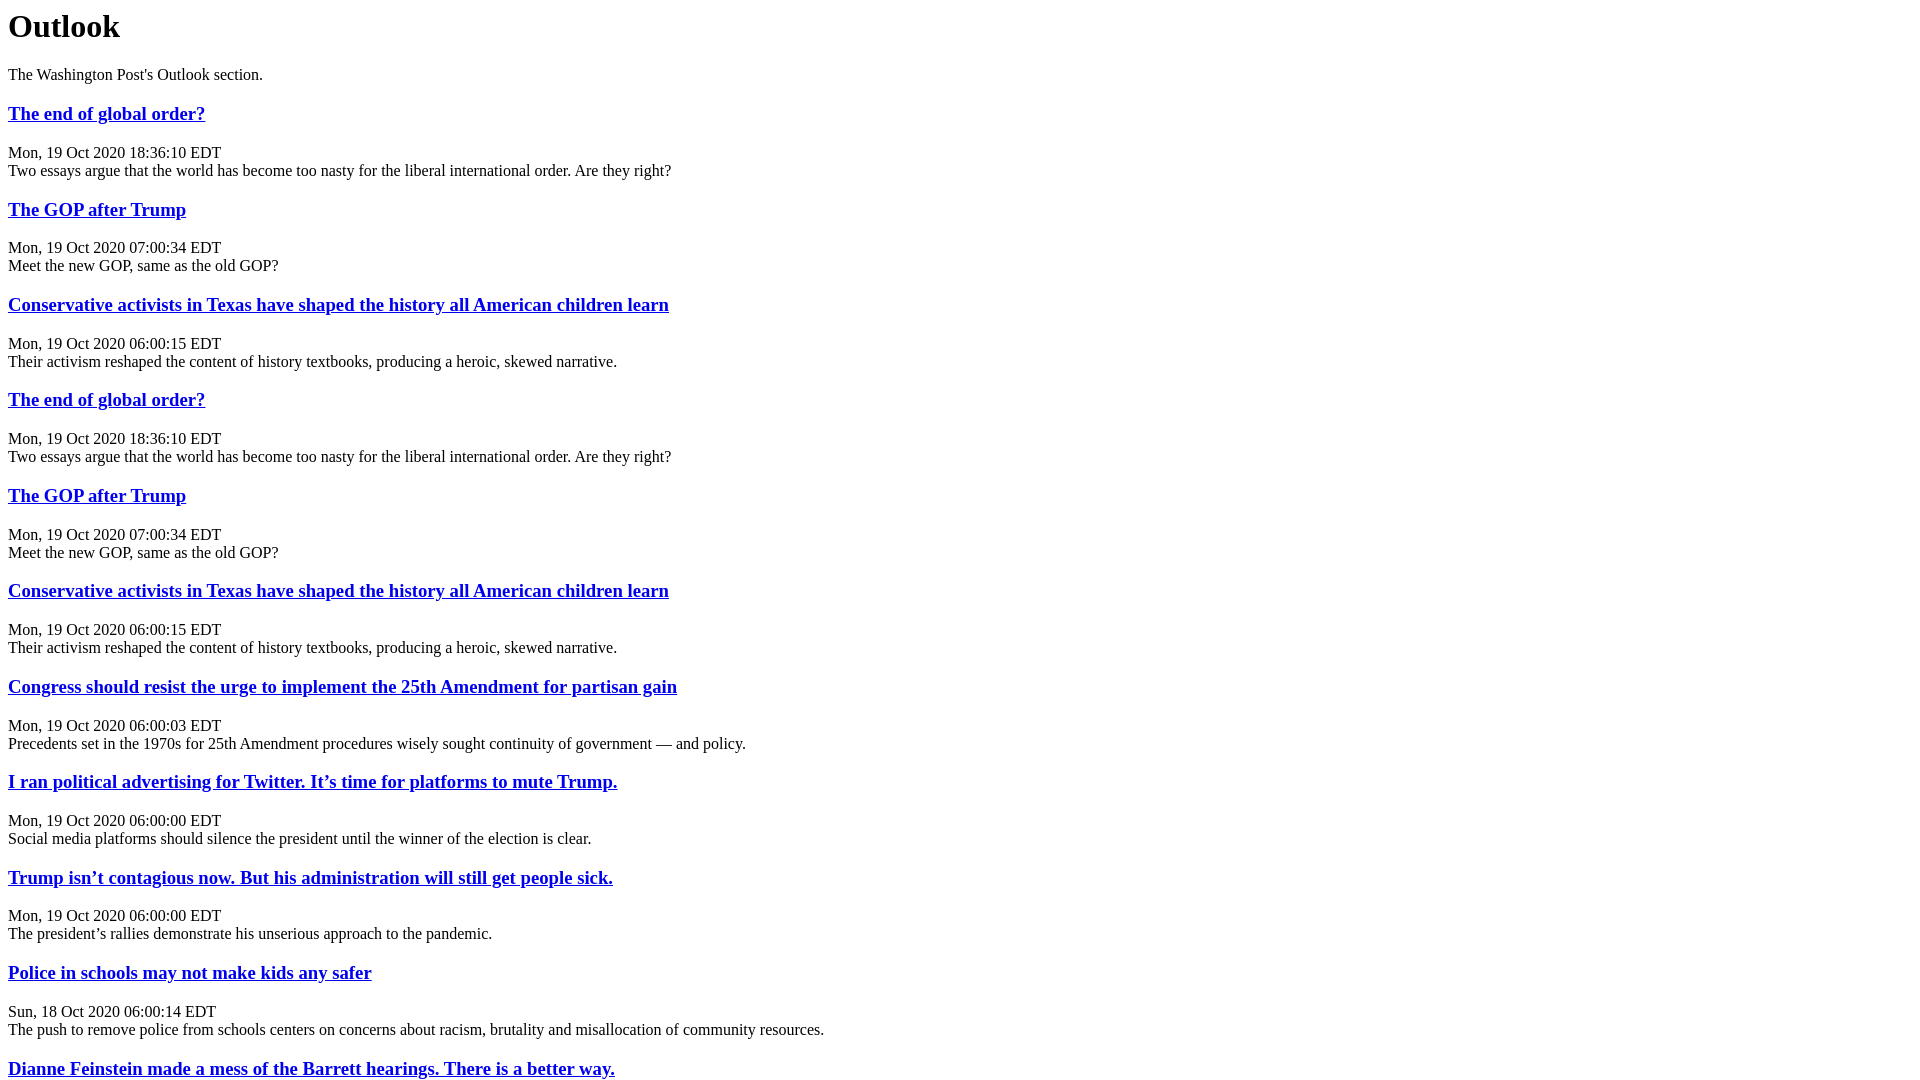 Outlook
The Washington Post's Outlook section.
The end of global order?
Mon, 19 Oct 2020 18:36:10 EDT
Two essays argue that the world has become too nasty for the liberal international order. Are they right?
The GOP after Trump
Mon, 19 Oct 2020 07:00:34 EDT
Meet the new GOP, same as the old GOP?
Conservative activists in Texas have shaped the history all American children learn
Mon, 19 Oct 2020 06:00:15 EDT
Their activism reshaped the content of history textbooks, producing a heroic, skewed narrative.
The end of global order?
Mon, 19 Oct 2020 18:36:10 EDT
Two essays argue that the world has become too nasty for the liberal international order. Are they right?
The GOP after Trump
Mon, 19 Oct 2020 07:00:34 EDT
Meet the new GOP, same as the old GOP?
Conservative activists in Texas have shaped the history all American children learn
Mon, 19 Oct 2020 06:00:15 EDT
Their activism reshaped the content of history textbooks, producing a heroic, skewed narrative.
Congress should resist the urge to implement the 25th Amendment for partisan gain
Mon, 19 Oct 2020 06:00:03 EDT
Precedents set in the 1970s for 25th Amendment procedures wisely sought continuity of government — and policy.
I ran political advertising for Twitter. It’s time for platforms to mute Trump.
Mon, 19 Oct 2020 06:00:00 EDT
Social media platforms should silence the president until the winner of the election is clear.
Trump isn’t contagious now. But his administration will still get people sick.
Mon, 19 Oct 2020 06:00:00 EDT
The president’s rallies demonstrate his unserious approach to the pandemic.
Police in schools may not make kids any safer
Sun, 18 Oct 2020 06:00:14 EDT
The push to remove police from schools centers on concerns about racism, brutality and misallocation of community resources.
Dianne Feinstein made a mess of the Barrett hearings. There is a better way.